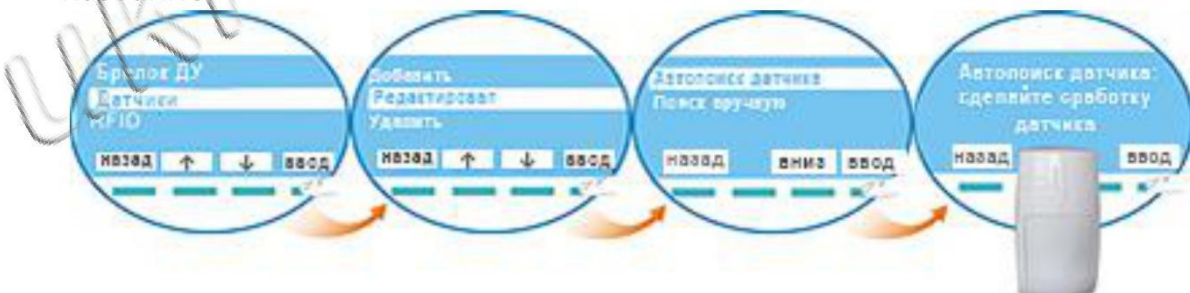 Брелок ДУ
Датчики
RFID
назад ↑ ↓ ввод
Добавить
Редактироват
Удалить
назад ↑ ↓ ввод
Автопоиск датчика
Поиск вручную
назад вниз ввод
Автопоиск датчика:
сделайте сработку
датчика
назад ввод